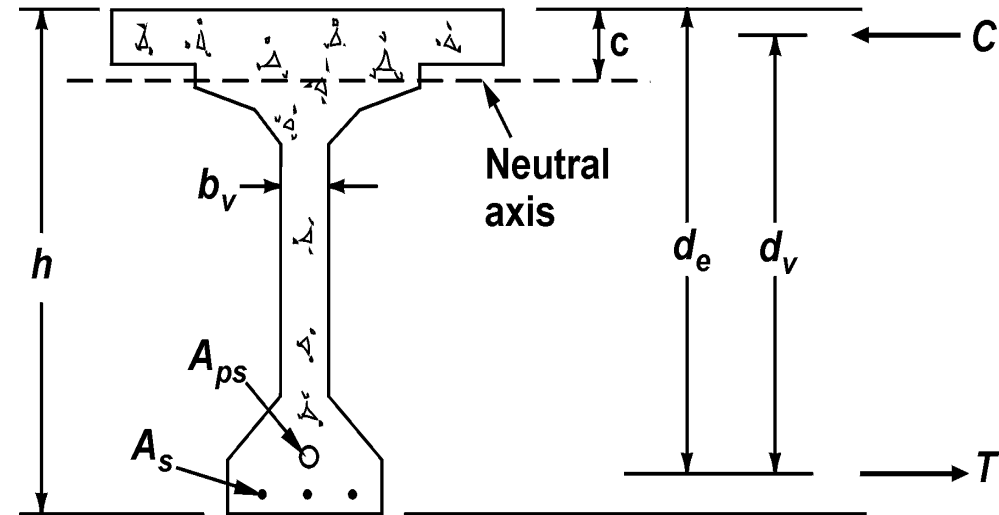 c
C
Neutral
axis
b_v
h
d_e
d_v
A_ps
A_s
T